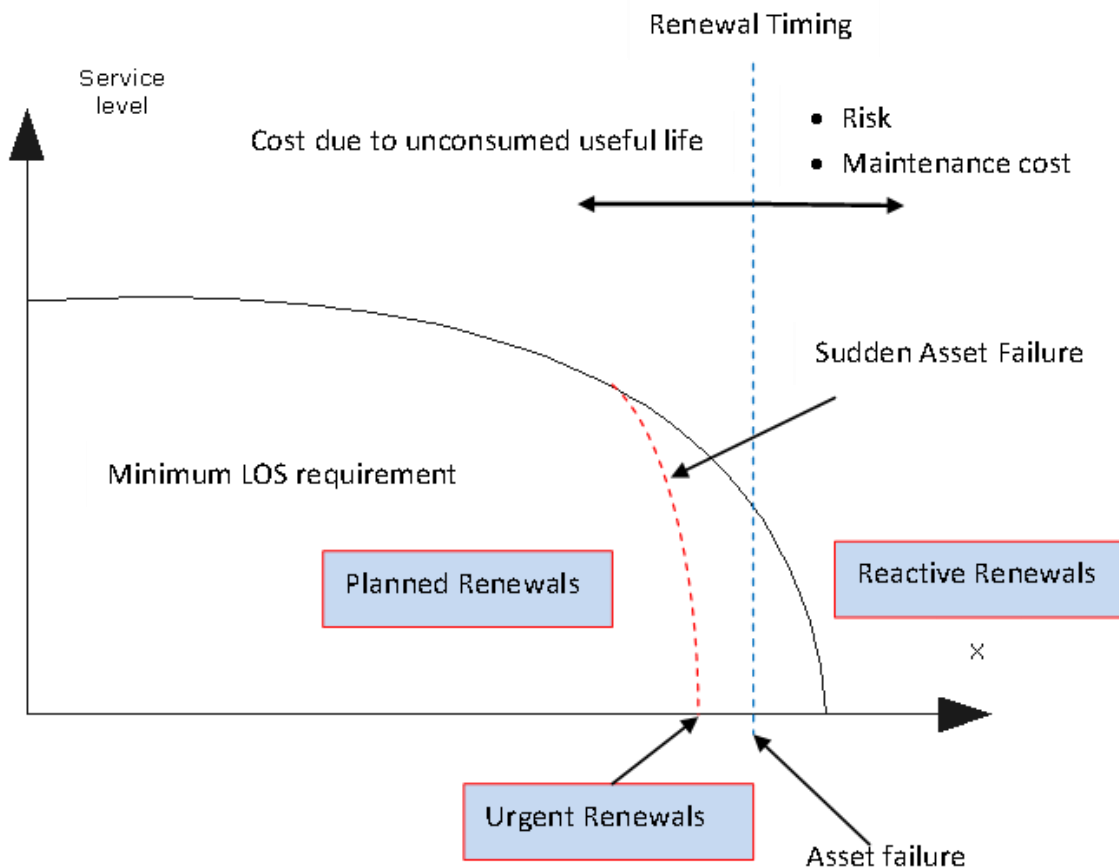 Renewal Timing
Service
level
Cost due to unconsumed useful life
• Risk
• Maintenance cost
Sudden Asset Failure
Minimum LOS requirement
Planned Renewals
Reactive Renewals
X
Urgent Renewals
Asset failure